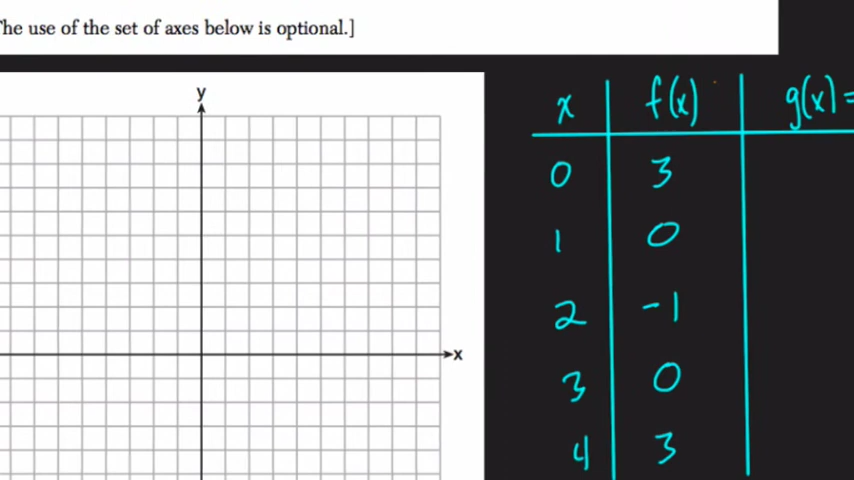 he use of the set of axes below is optional.]
y
x
x f(x) g(x) =
0 3
1 0
2 -1
3 0
4 3